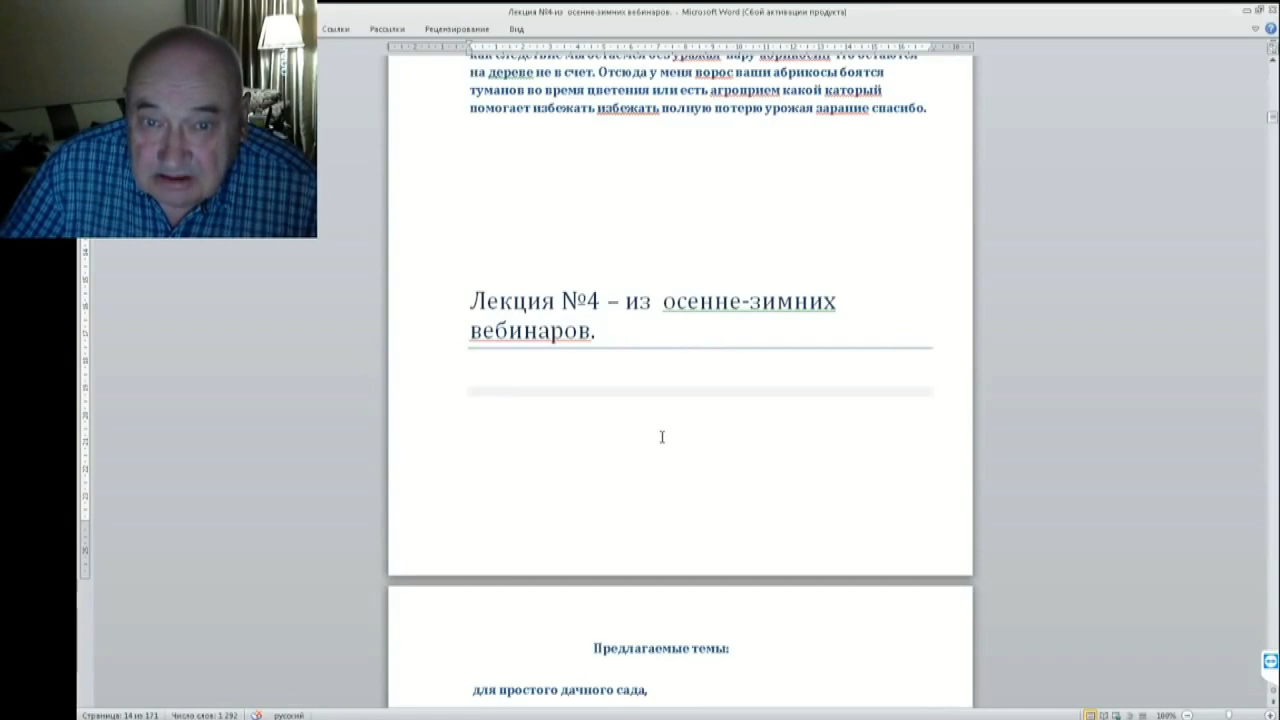 Лекция №4-из осенне-зимних вебинаров. - Microsoft Word (Сбой активации продукта)
Ссылки Рассылки Рецензирование Вид
на дереве не в счет. Отсюда у меня ворос ваши абрикосы боятся
туманов во время цветения или есть агроприем какой каторый
помогает избежать избежать полную потерю урожая зарание спасибо.
Лекция №4 – из осенне-зимних
вебинаров.
Предлагаемые темы:
для простого дачного сада,
Страница: 14 из 171 Число слов: 1 292 русский 100%